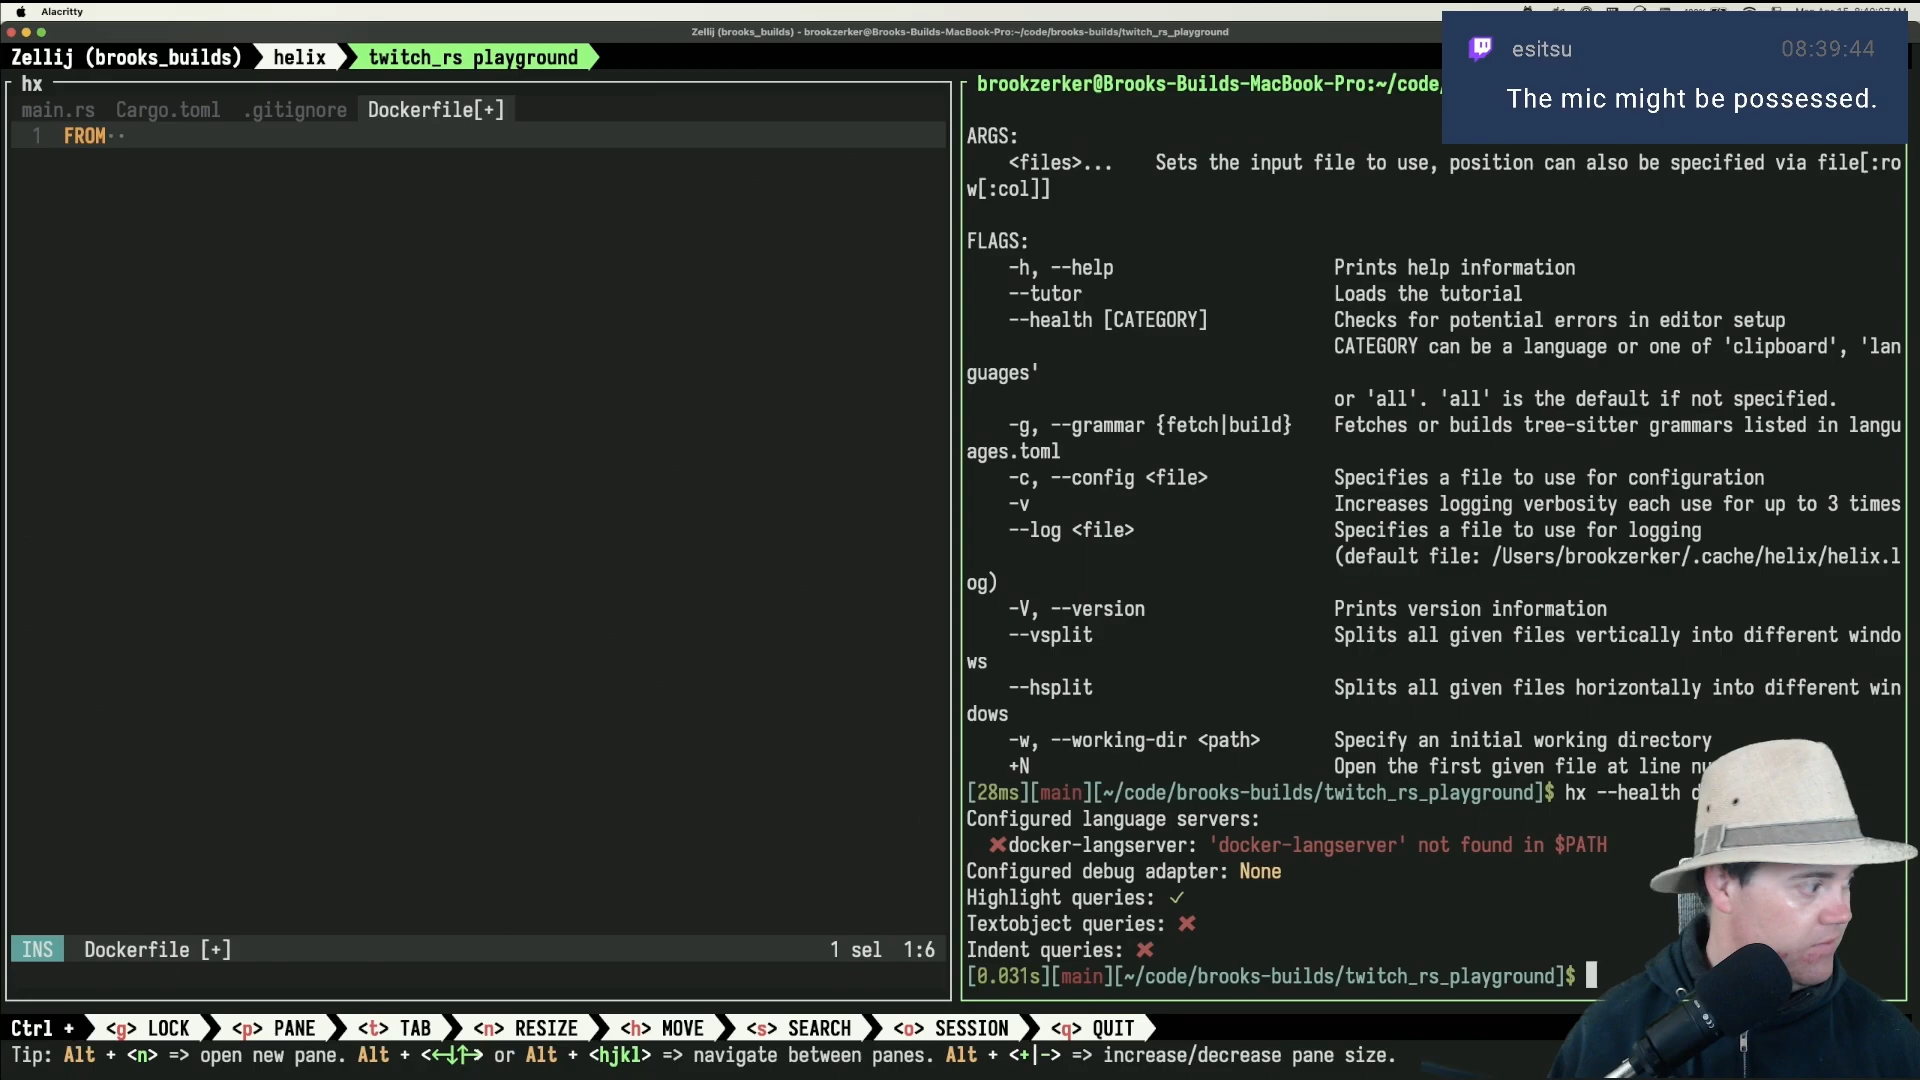 Alacritty
Zellij (brooks_builds) - brookzerker@Brooks-Builds-MacBook-Pro:~/code/brooks-builds/twitch_rs_playground
Zellij (brooks_builds) helix twitch_rs playground
esitsu 08:39:44
The mic might be possessed.
hx
main.rs Cargo.toml .gitignore Dockerfile[+]
1 FROM··
INS Dockerfile [+] 1 sel 1:6
brookzerker@Brooks-Builds-MacBook-Pro:~/code/
ARGS:
<files>... Sets the input file to use, position can also be specified via file[:ro
w[:col]]
FLAGS:
-h, --help Prints help information
--tutor Loads the tutorial
--health [CATEGORY] Checks for potential errors in editor setup
CATEGORY can be a language or one of 'clipboard', 'lan
guages'
or 'all'. 'all' is the default if not specified.
-g, --grammar {fetch|build} Fetches or builds tree-sitter grammars listed in langu
ages.toml
-c, --config <file> Specifies a file to use for configuration
-v Increases logging verbosity each use for up to 3 times
--log <file> Specifies a file to use for logging
(default file: /Users/brookzerker/.cache/helix/helix.l
og)
-V, --version Prints version information
--vsplit Splits all given files vertically into different windo
ws
--hsplit Splits all given files horizontally into different win
dows
-w, --working-dir <path> Specify an initial working directory
+N Open the first given file at line
[28ms][main][~/code/brooks-builds/twitch_rs_playground]$ hx --health
Configured language servers:
✘docker-langserver: 'docker-langserver' not found in $PATH
Configured debug adapter: None
Highlight queries: ✓
Textobject queries: ✘
Indent queries: ✘
[0.031s][main][~/code/brooks-builds/twitch_rs_playground]$
Ctrl + <g> LOCK <p> PANE <t> TAB <n> RESIZE <h> MOVE <s> SEARCH <o> SESSION <q> QUIT
Tip: Alt + <n> => open new pane. Alt + <←↓↑→> or Alt + <hjkl> => navigate between panes. Alt + <+|-> => increase/decrease pane size.